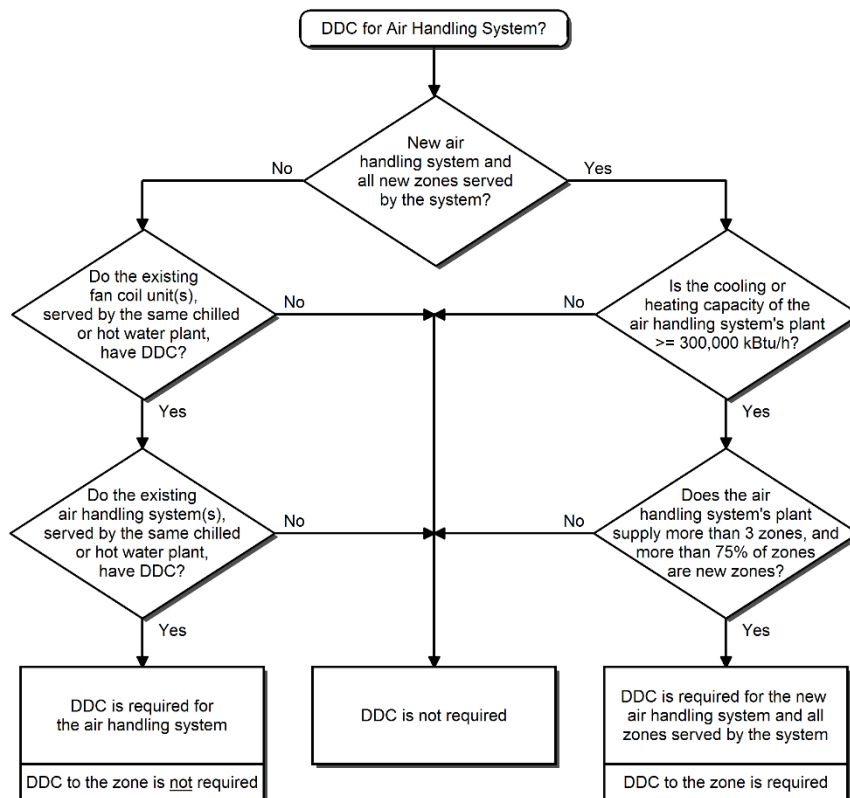 DDC for Air Handling System?
New air
handling system and
all new zones served
by the system?
No
Yes
Do the existing
fan coil unit(s),
served by the same chilled
or hot water plant,
have DDC?
No
No
Is the cooling or
heating capacity of the
air handling system's plant
>= 300,000 kBtu/h?
Yes
Yes
Do the existing
air handling system(s),
served by the same chilled
or hot water plant,
have DDC?
No
No
Does the air
handling system's plant
supply more than 3 zones, and
more than 75% of zones
are new zones?
Yes
Yes
DDC is required for
the air handling system
DDC to the zone is not required
DDC is not required
DDC is required for the new
air handling system and all
zones served by the system
DDC to the zone is required